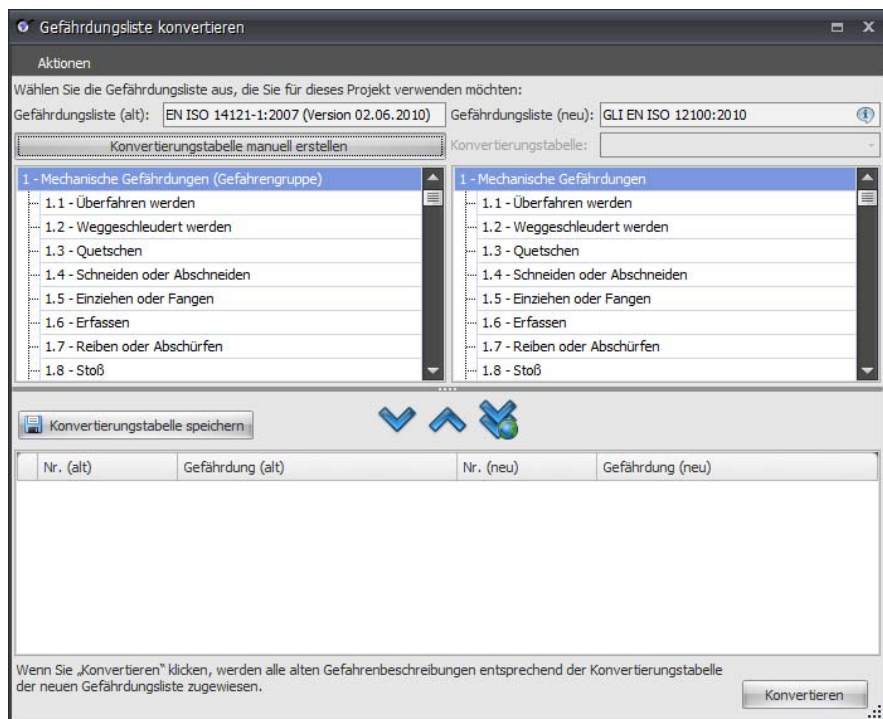 Gefährdungsliste konvertieren
Aktionen
Wählen Sie die Gefährdungsliste aus, die Sie für dieses Projekt verwenden möchten:
Gefährdungsliste (alt): EN ISO 14121-1:2007 (Version 02.06.2010) Gefährdungsliste (neu): GLI EN ISO 12100:2010
Konvertierungstabelle manuell erstellen Konvertierungstabelle:
1 - Mechanische Gefährdungen (Gefahrengruppe)
1.1 - Überfahren werden
1.2 - Weggeschleudert werden
1.3 - Quetschen
1.4 - Schneiden oder Abschneiden
1.5 - Einziehen oder Fangen
1.6 - Erfassen
1.7 - Reiben oder Abschürfen
1.8 - Stoß
1 - Mechanische Gefährdungen
1.1 - Überfahren werden
1.2 - Weggeschleudert werden
1.3 - Quetschen
1.4 - Schneiden oder Abschneiden
1.5 - Einziehen oder Fangen
1.6 - Erfassen
1.7 - Reiben oder Abschürfen
1.8 - Stoß
Konvertierungstabelle speichern
Nr. (alt) Gefährdung (alt) Nr. (neu) Gefährdung (neu)
Wenn Sie „Konvertieren“ klicken, werden alle alten Gefahrenbeschreibungen entsprechend der Konvertierungstabelle
der neuen Gefährdungsliste zugewiesen.
Konvertieren